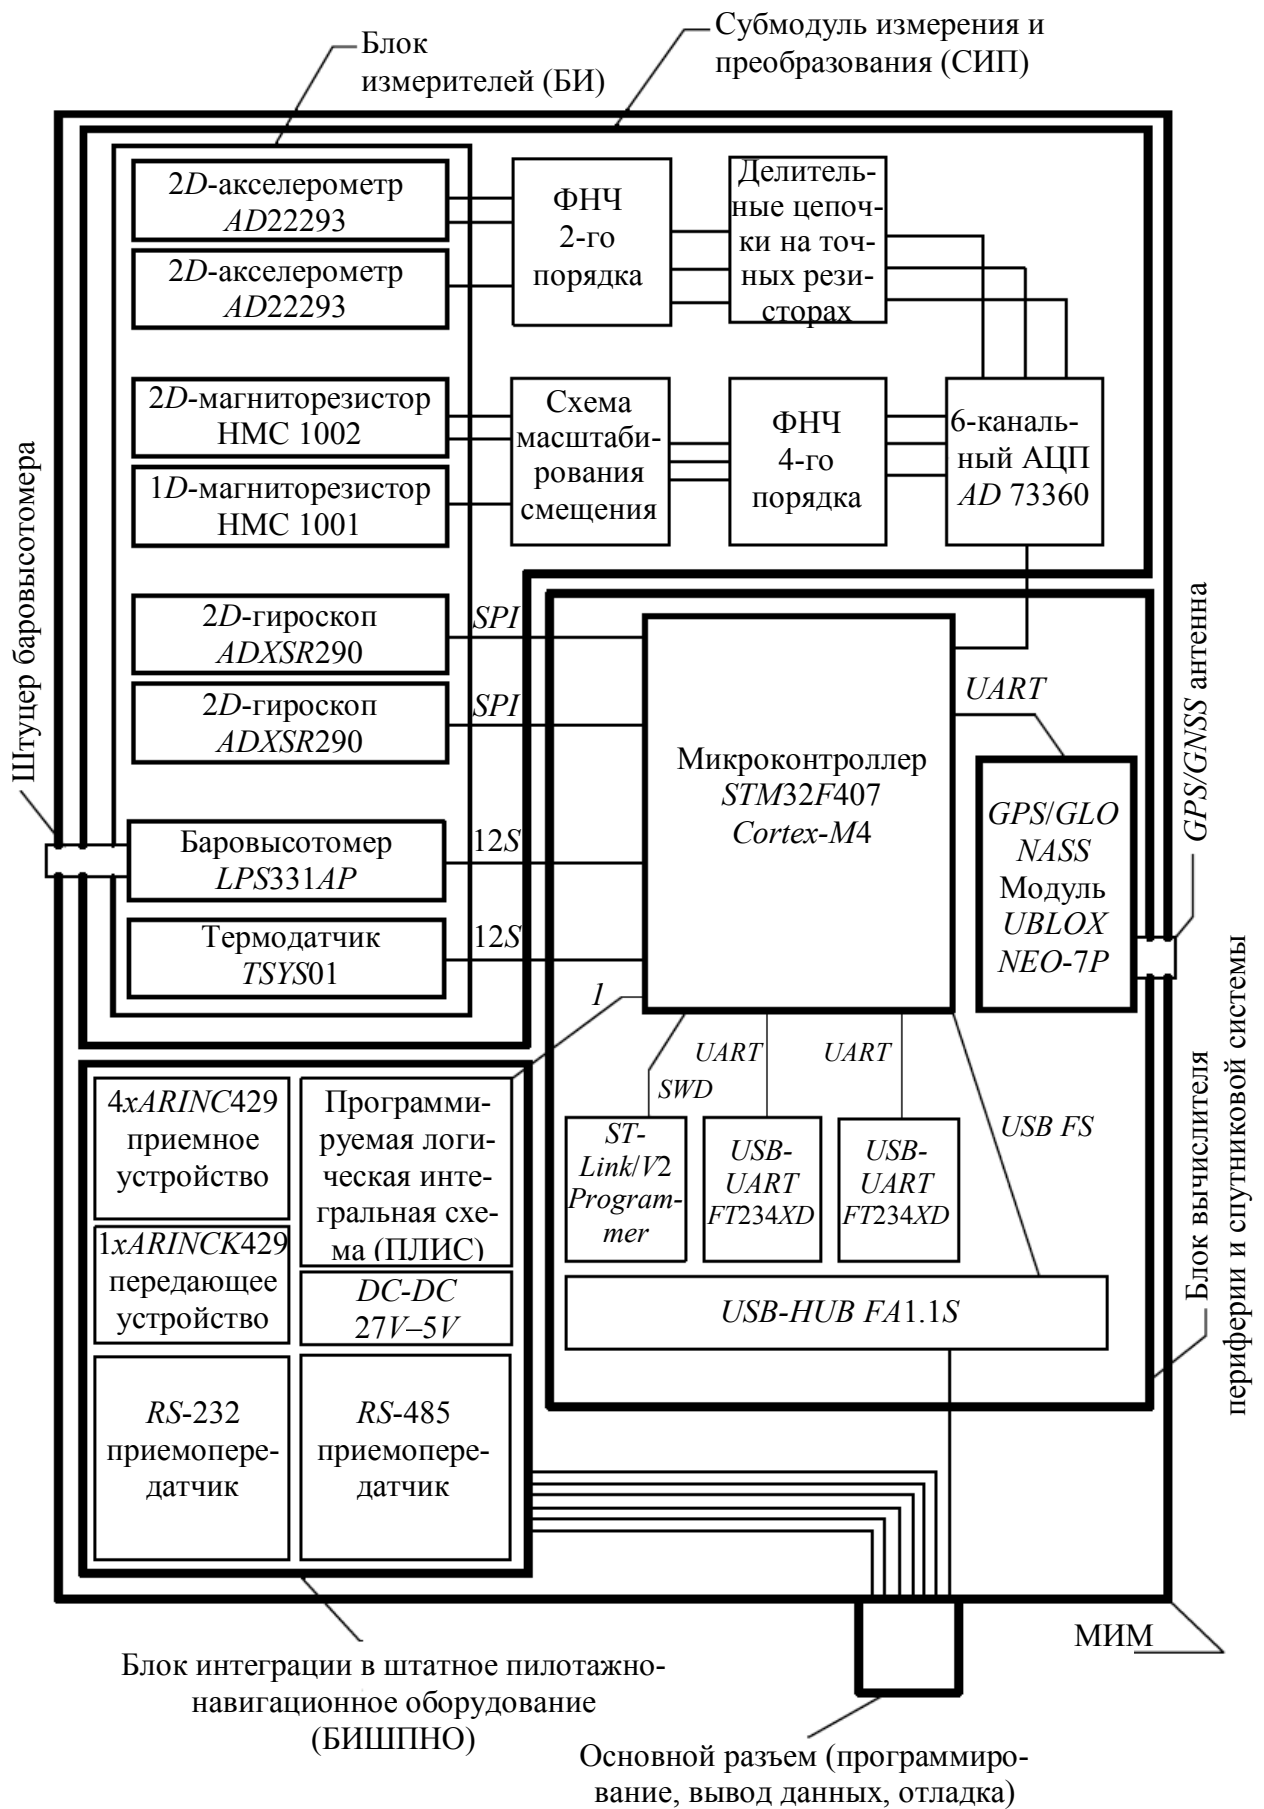 Блок
измерителей (БИ)
Субмодуль измерения и
преобразования (СИП)
2D-акселерометр
AD22293
2D-акселерометр
AD22293
ФНЧ
2-го
порядка
Делитель-
ные цепоч-
ки на точ-
ных рези-
сторах
2D-магниторезистор
НМС 1002
1D-магниторезистор
НМС 1001
Схема
масштаби-
рования
смещения
ФНЧ
4-го
порядка
6-каналь-
ный АЦП
AD 73360
Штуцер баровысотомера
2D-гироскоп
ADXSR290
SPI
2D-гироскоп
ADXSR290
SPI
Баровысотомер
LPS331AP
12S
Термодатчик
TSYS01
12S
1
Микроконтроллер
STM32F407
Cortex-M4
UART
GPS/GLO
NASS
Модуль
UBLOX
NEO-7P
GPS/GNSS антенна
UART
UART
SWD
USB FS
ST-
Link/V2
Program-
mer
USB-
UART
FT234XD
USB-
UART
FT234XD
USB-HUB FA1.1S
Блок вычислителя
периферии и спутниковой системы
4xARINC429
приемное
устройство
Программи-
руемая логи-
ческая инте-
гральная схе-
ма (ПЛИС)
1xARINCK429
передающее
устройство
DC-DC
27V–5V
RS-232
приемопере-
датчик
RS-485
приемопере-
датчик
МИМ
Блок интеграции в штатное пилотажно-
навигационное оборудование
(БИШПНО)
Основной разъем (программиро-
вание, вывод данных, отладка)